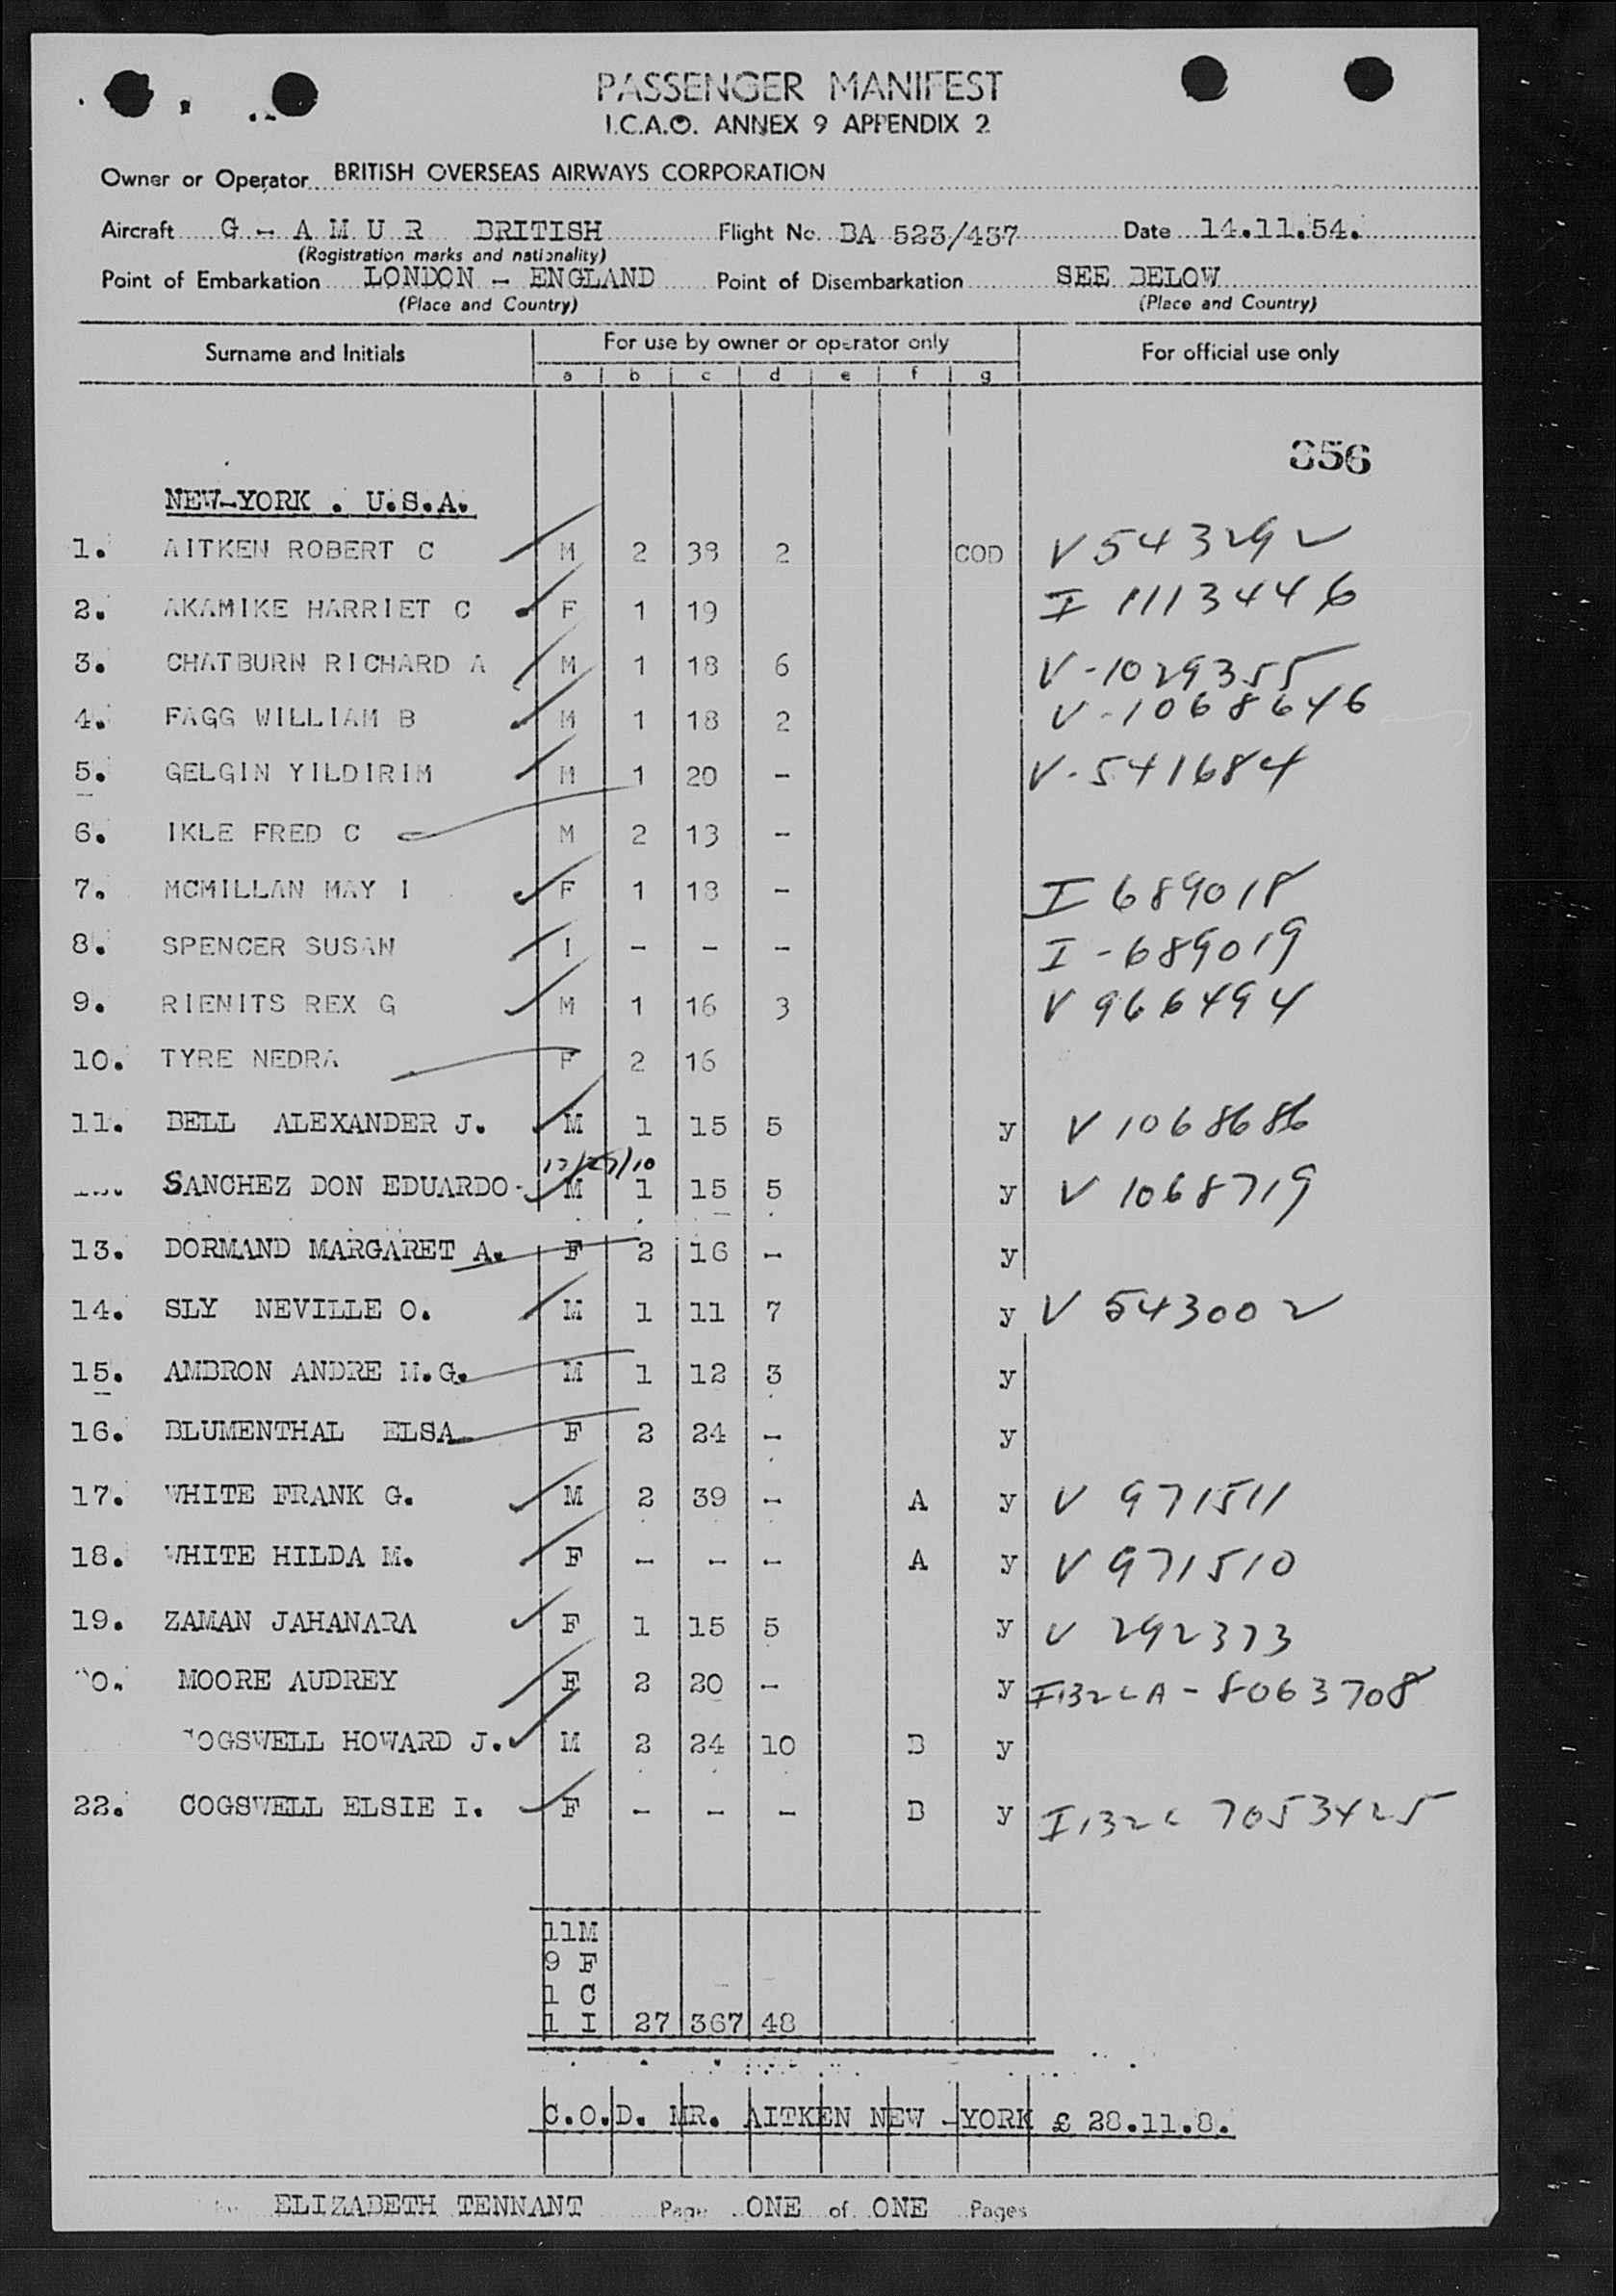 PASSENGER MANIFEST
I.C.A.O. ANNEX 9 APPENDIX 2
Owner or Operator BRITISH OVERSEAS AIRWAYS CORPORATION
Aircraft G - A M U R BRITISH Flight No. BA 523/437 Date 14.11.54.
(Registration marks and nationality)
Point of Embarkation LONDON - ENGLAND Point of Disembarkation SEE BELOW
(Place and Country) (Place and Country)
Surname and Initials For use by owner or operator only For official use only
a b c d e f g
356
NEW-YORK . U.S.A.
1. AITKEN ROBERT C M 2 38 2 COD V 543292
2. AKAMIKE HARRIET C F 1 19 I 1113446
3. CHATBURN RICHARD A M 1 18 6 V-1029355
4. FAGG WILLIAM B M 1 18 2 V-1068646
5. GELGIN YILDIRIM M 1 20 - V-541684
6. IKLE FRED C M 2 13 -
7. MCMILLAN MAY I F 1 18 - I 689018
8. SPENCER SUSAN I - - - I-689019
9. RIENITS REX G M 1 16 3 V 966494
10. TYRE NEDRA F 2 16
11. BELL ALEXANDER J. M 1 15 5 y V 1068686
SANCHEZ DON EDUARDO M 1 15 5 y V 1068719
13. DORMAND MARGARET A. F 2 16 - y
14. SLY NEVILLE O. M 1 11 7 y V 543002
15. AMBRON ANDRE M.G. M 1 12 3 y
16. BLUMENTHAL ELSA F 2 24 - y
17. WHITE FRANK G. M 2 39 - A y V 971511
18. WHITE HILDA M. F - - - A y V 971510
19. ZAMAN JAHANARA F 1 15 5 y V 292373
0. MOORE AUDREY F 2 20 - y I132CA-8063708
OGSWELL HOWARD J. M 2 24 10 B y
22. COGSWELL ELSIE I. F - - - B y I132C 7053425
11M
9 F
1 C
1 I 27 367 48
C.O.D. MR. AITKEN NEW -YORK £ 28.11.8.
ELIZABETH TENNANT Page ONE of ONE Pages